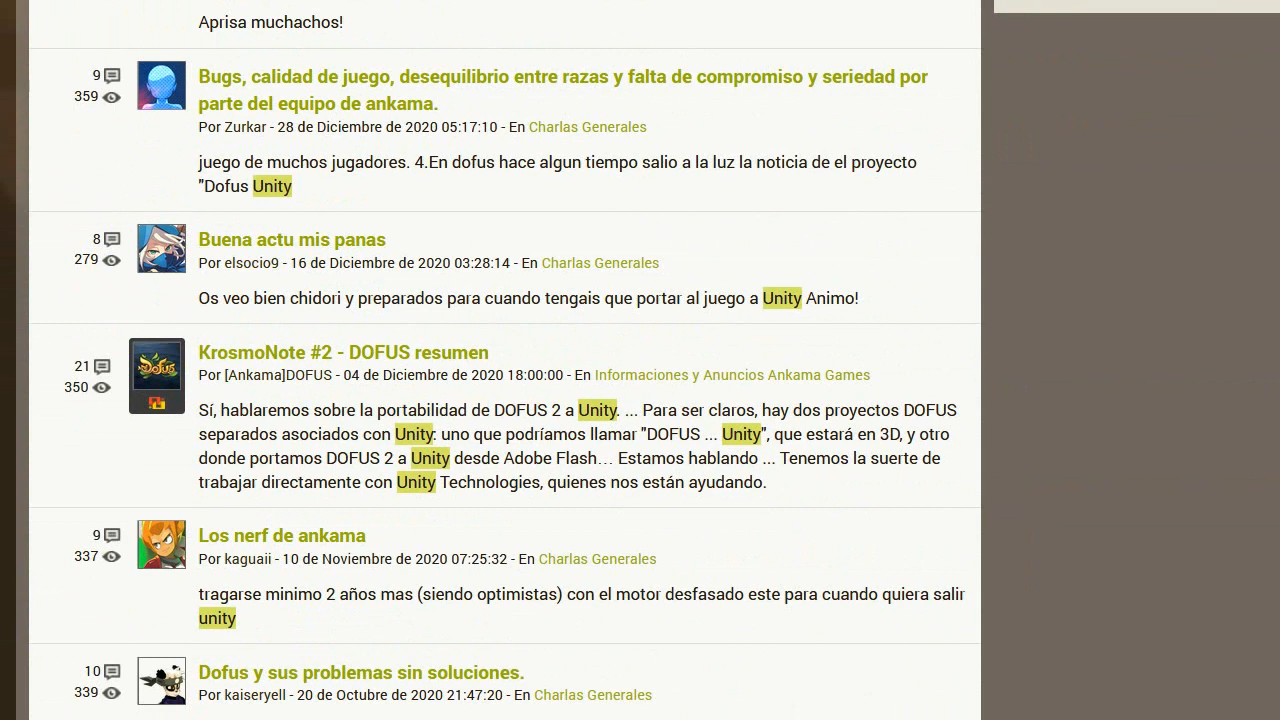 Aprisa muchachos!
9
359
Bugs, calidad de juego, desequilibrio entre razas y falta de compromiso y seriedad por
parte del equipo de ankama.
Por Zurkar - 28 de Diciembre de 2020 05:17:10 - En Charlas Generales
juego de muchos jugadores. 4.En dofus hace algun tiempo salio a la luz la noticia de el proyecto
"Dofus Unity
8
279
Buena actu mis panas
Por elsocio9 - 16 de Diciembre de 2020 03:28:14 - En Charlas Generales
Os veo bien chidori y preparados para cuando tengais que portar al juego a Unity Animo!
21
350
DOFUS
KrosmoNote #2 - DOFUS resumen
Por [Ankama]DOFUS - 04 de Diciembre de 2020 18:00:00 - En Informaciones y Anuncios Ankama Games
Sí, hablaremos sobre la portabilidad de DOFUS 2 a Unity. ... Para ser claros, hay dos proyectos DOFUS
separados asociados con Unity: uno que podríamos llamar "DOFUS ... Unity", que estará en 3D, y otro
donde portamos DOFUS 2 a Unity desde Adobe Flash… Estamos hablando ... Tenemos la suerte de
trabajar directamente con Unity Technologies, quienes nos están ayudando.
9
337
Los nerf de ankama
Por kaguaii - 10 de Noviembre de 2020 07:25:32 - En Charlas Generales
tragarse minimo 2 años mas (siendo optimistas) con el motor desfasado este para cuando quiera salir
unity
10
339
Dofus y sus problemas sin soluciones.
Por kaiseryell - 20 de Octubre de 2020 21:47:20 - En Charlas Generales